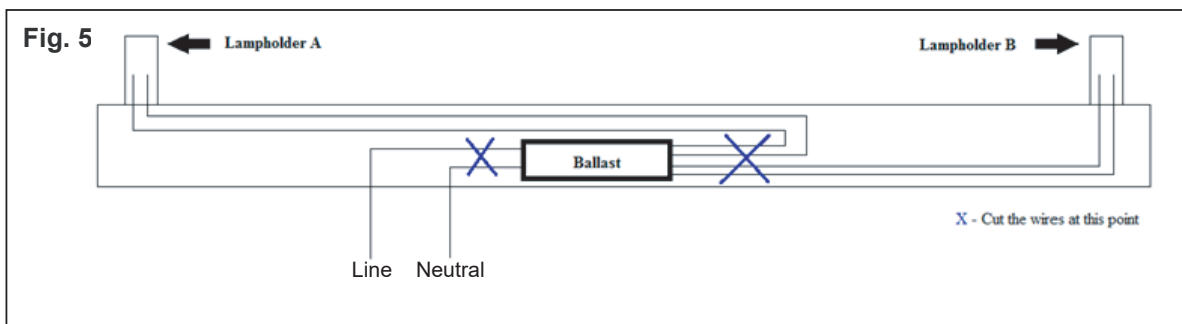 Fig. 5
Lampholder A
Lampholder B
Ballast
X - Cut the wires at this point
Line Neutral